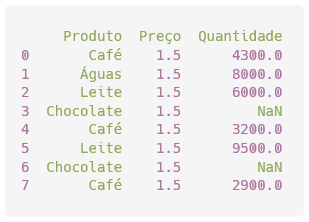 Produto Preço Quantidade
0 Café 1.5 4300.0
1 Águas 1.5 8000.0
2 Leite 1.5 6000.0
3 Chocolate 1.5 NaN
4 Café 1.5 3200.0
5 Leite 1.5 9500.0
6 Chocolate 1.5 NaN
7 Café 1.5 2900.0